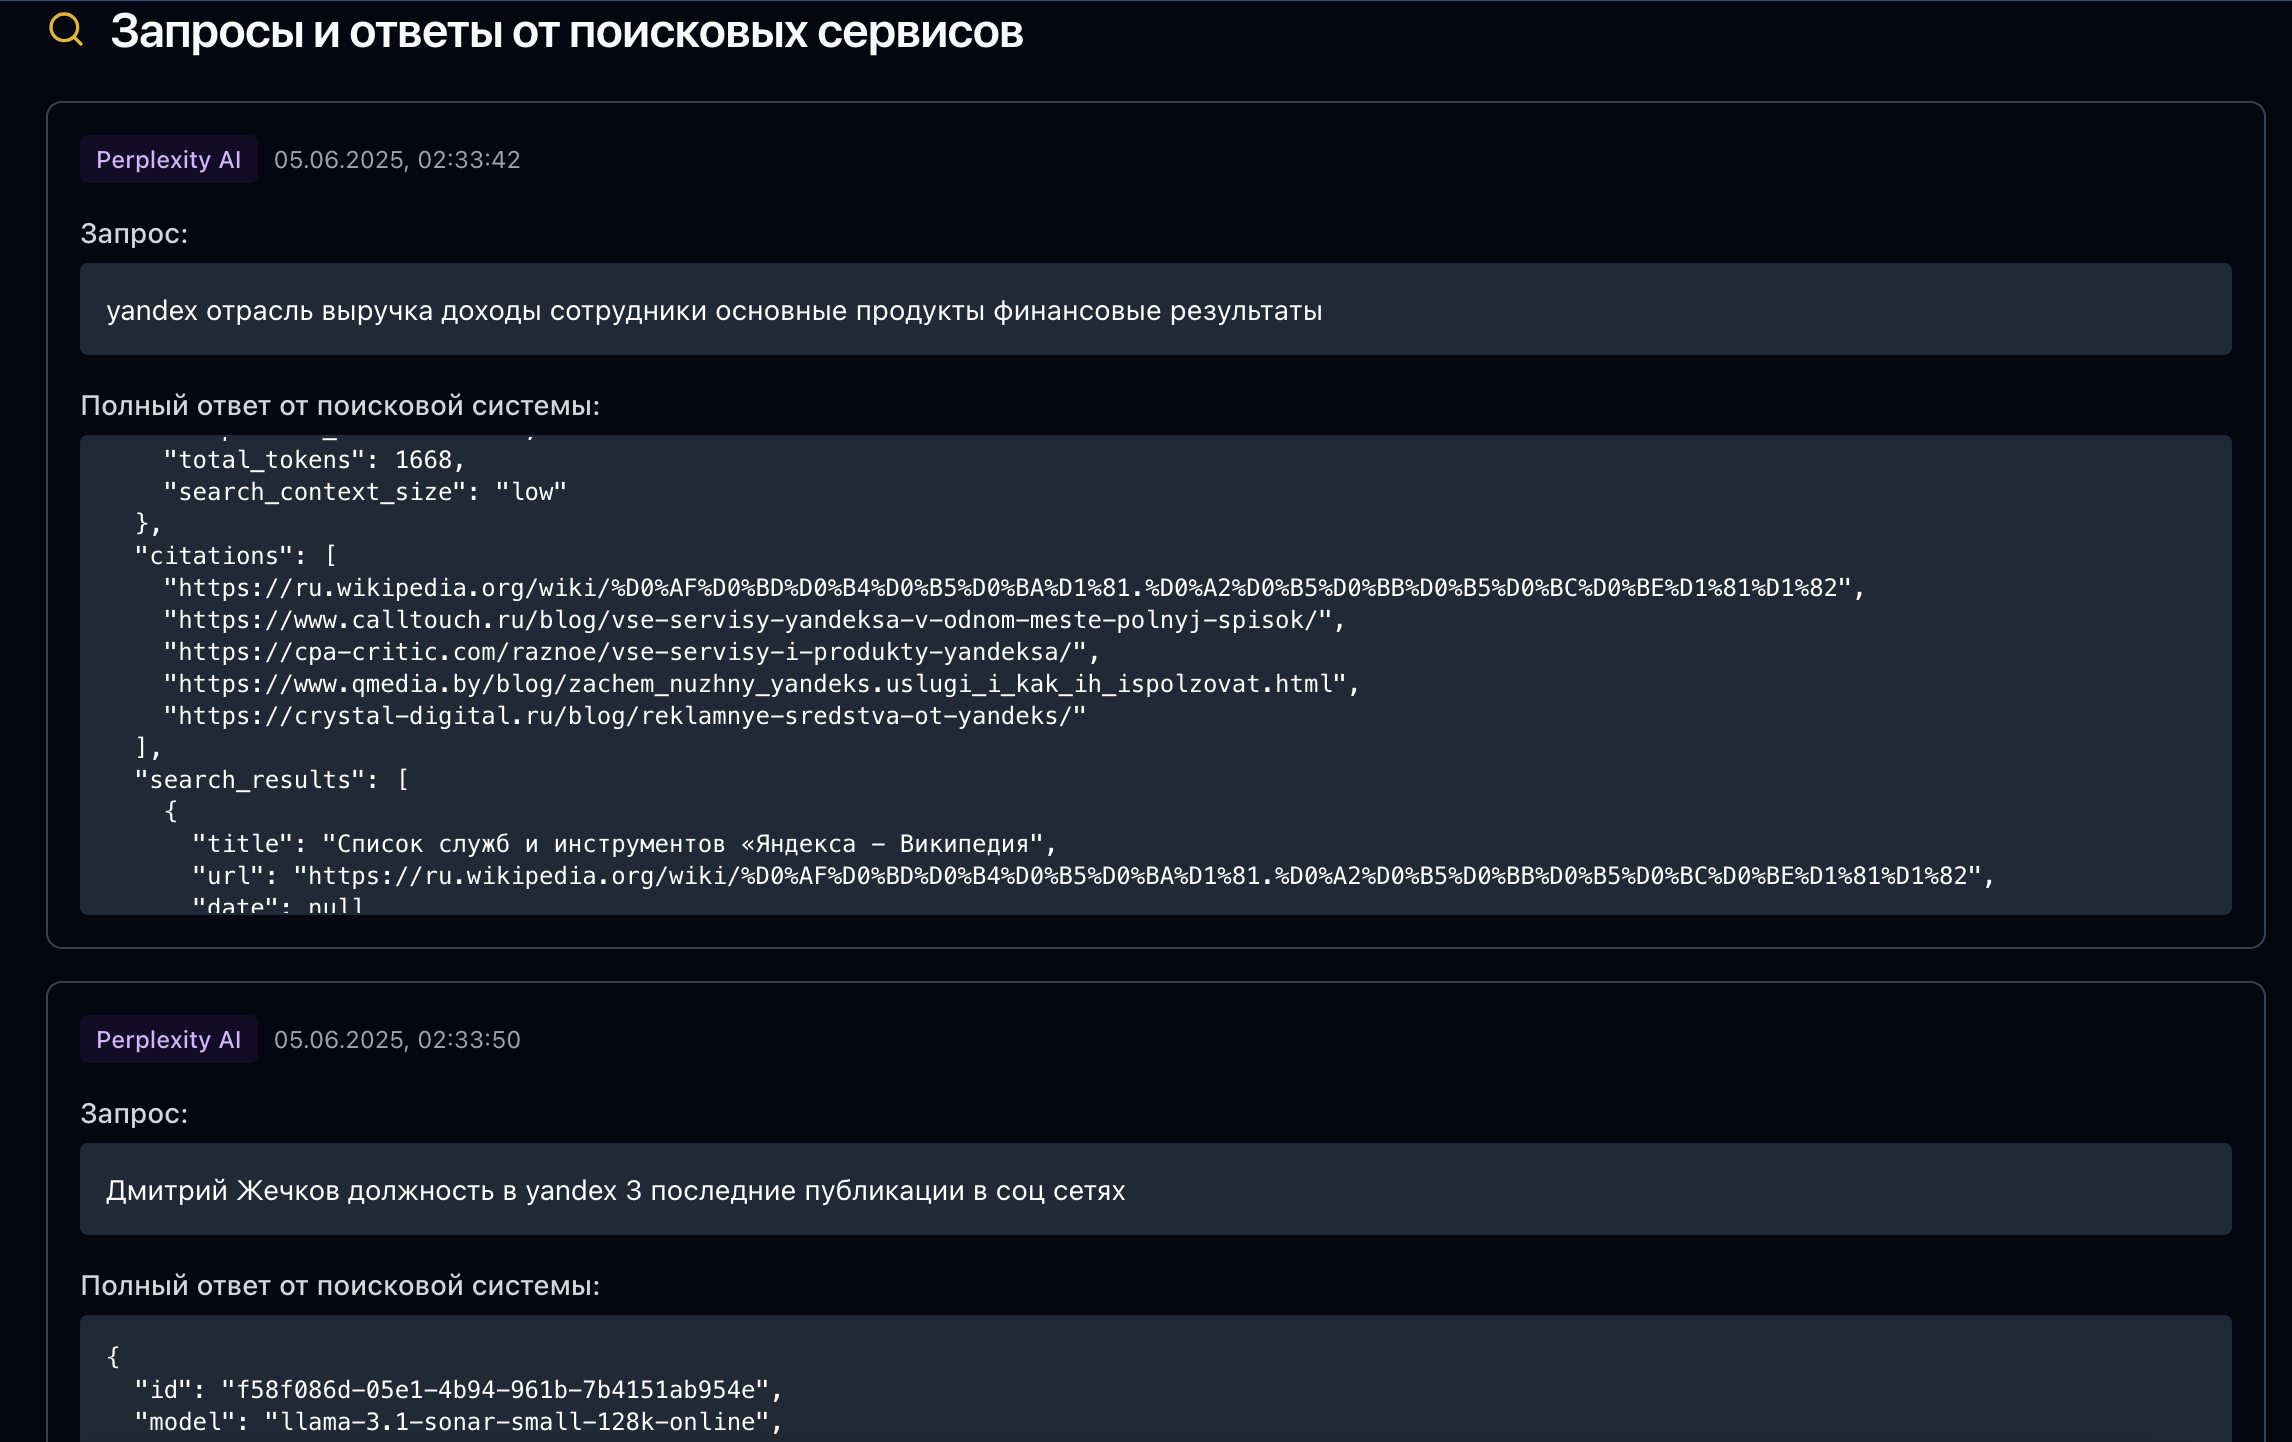 Запросы и ответы от поисковых сервисов
Perplexity AI 05.06.2025, 02:33:42
Запрос:
yandex отрасль выручка доходы сотрудники основные продукты финансовые результаты
Полный ответ от поисковой системы:
"total_tokens": 1668,
"search_context_size": "low"
},
"citations": [
"https://ru.wikipedia.org/wiki/%D0%AF%D0%BD%D0%B4%D0%B5%D0%BA%D1%81.%D0%A2%D0%B5%D0%BB%D0%B5%D0%BC%D0%BE%D1%81%D1%82",
"https://www.calltouch.ru/blog/vse-servisy-yandeksa-v-odnom-meste-polnyj-spisok/",
"https://cpa-critic.com/raznoe/vse-servisy-i-produkty-yandeksa/",
"https://www.qmedia.by/blog/zachem_nuzhny_yandeks.uslugi_i_kak_ih_ispolzovat.html",
"https://crystal-digital.ru/blog/reklamnye-sredstva-ot-yandeks/"
],
"search_results": [
{
"title": "Список служб и инструментов «Яндекса — Википедия",
"url": "https://ru.wikipedia.org/wiki/%D0%AF%D0%BD%D0%B4%D0%B5%D0%BA%D1%81.%D0%A2%D0%B5%D0%BB%D0%B5%D0%BC%D0%BE%D1%81%D1%82",
"date": null
Perplexity AI 05.06.2025, 02:33:50
Запрос:
Дмитрий Жечков должность в yandex 3 последние публикации в соц сетях
Полный ответ от поисковой системы:
{
"id": "f58f086d-05e1-4b94-961b-7b4151ab954e",
"model": "llama-3.1-sonar-small-128k-online",